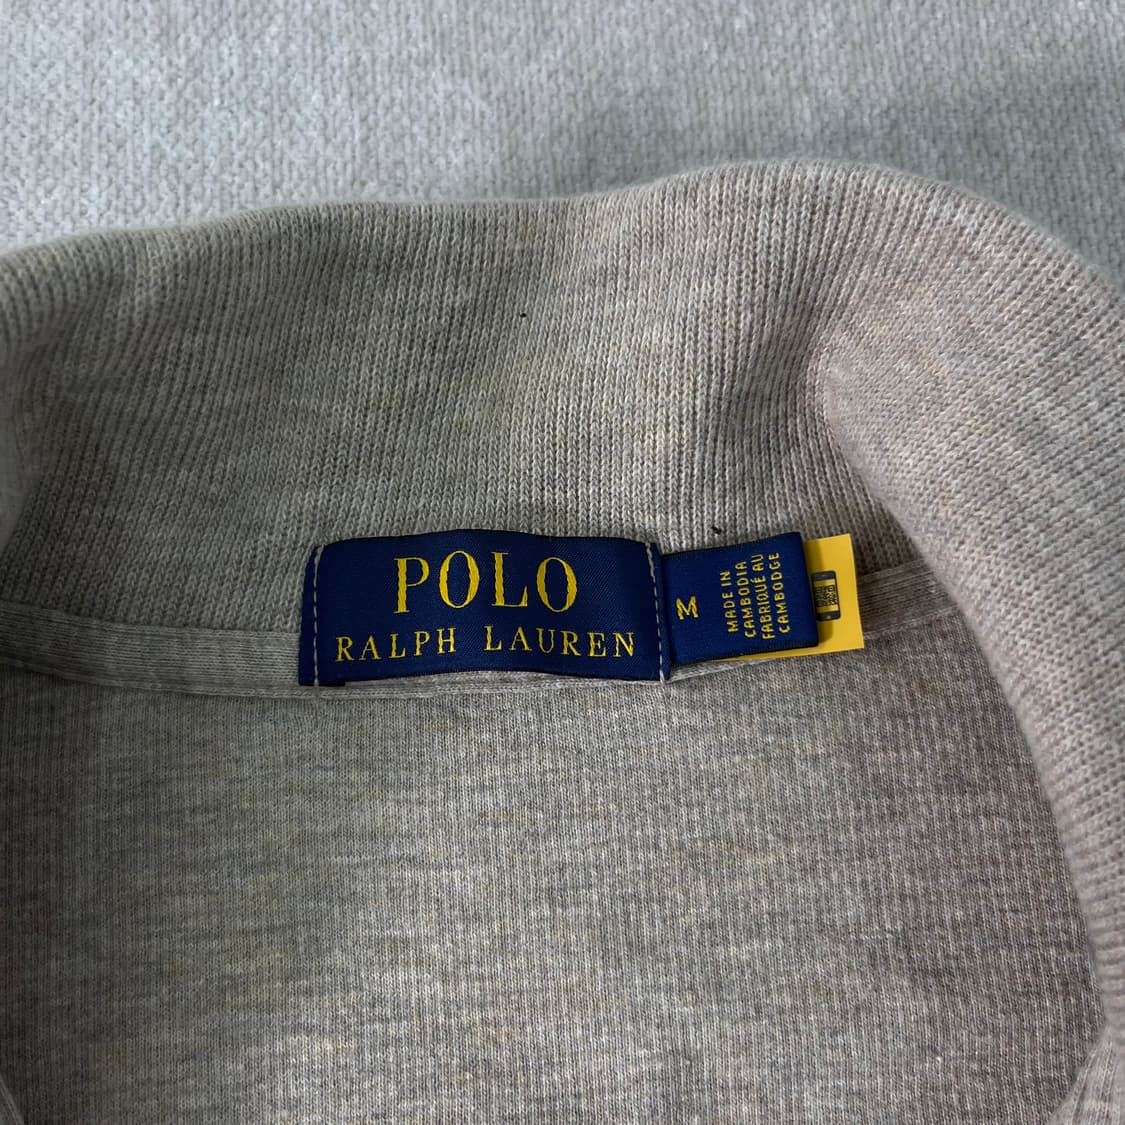 POLO
RALPH LAUREN
M
MADE IN
CAMBODIA
FABRIQUÉ AU
CAMBODGE